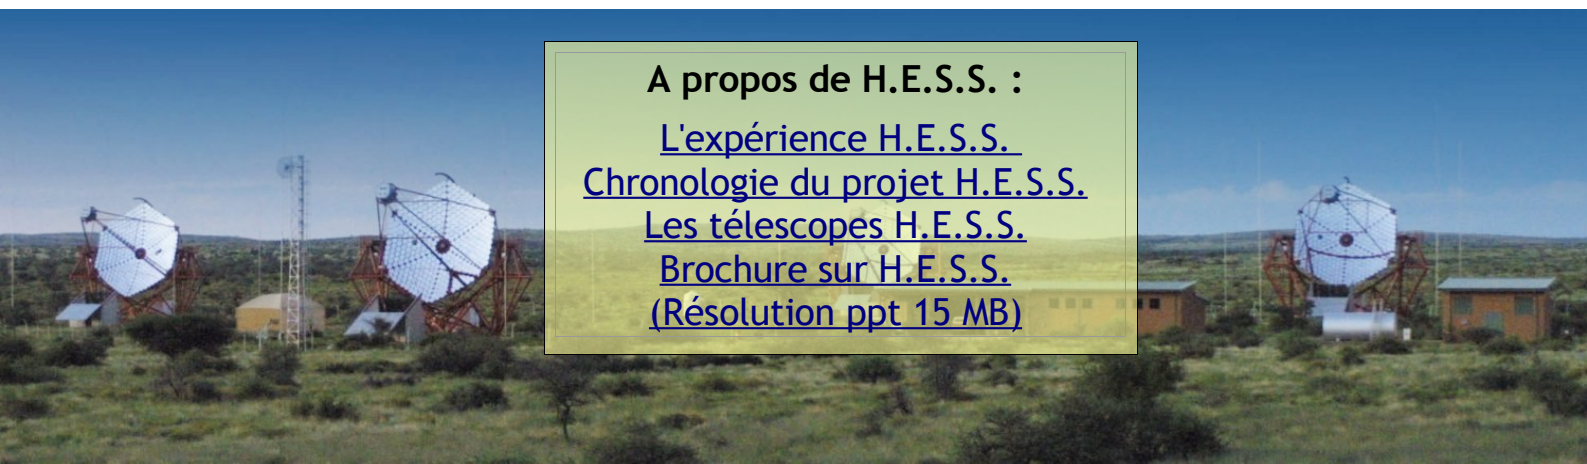 A propos de H.E.S.S. :
L'expérience H.E.S.S.
Chronologie du projet H.E.S.S.
Les télescopes H.E.S.S.
Brochure sur H.E.S.S.
(Résolution ppt 15 MB)